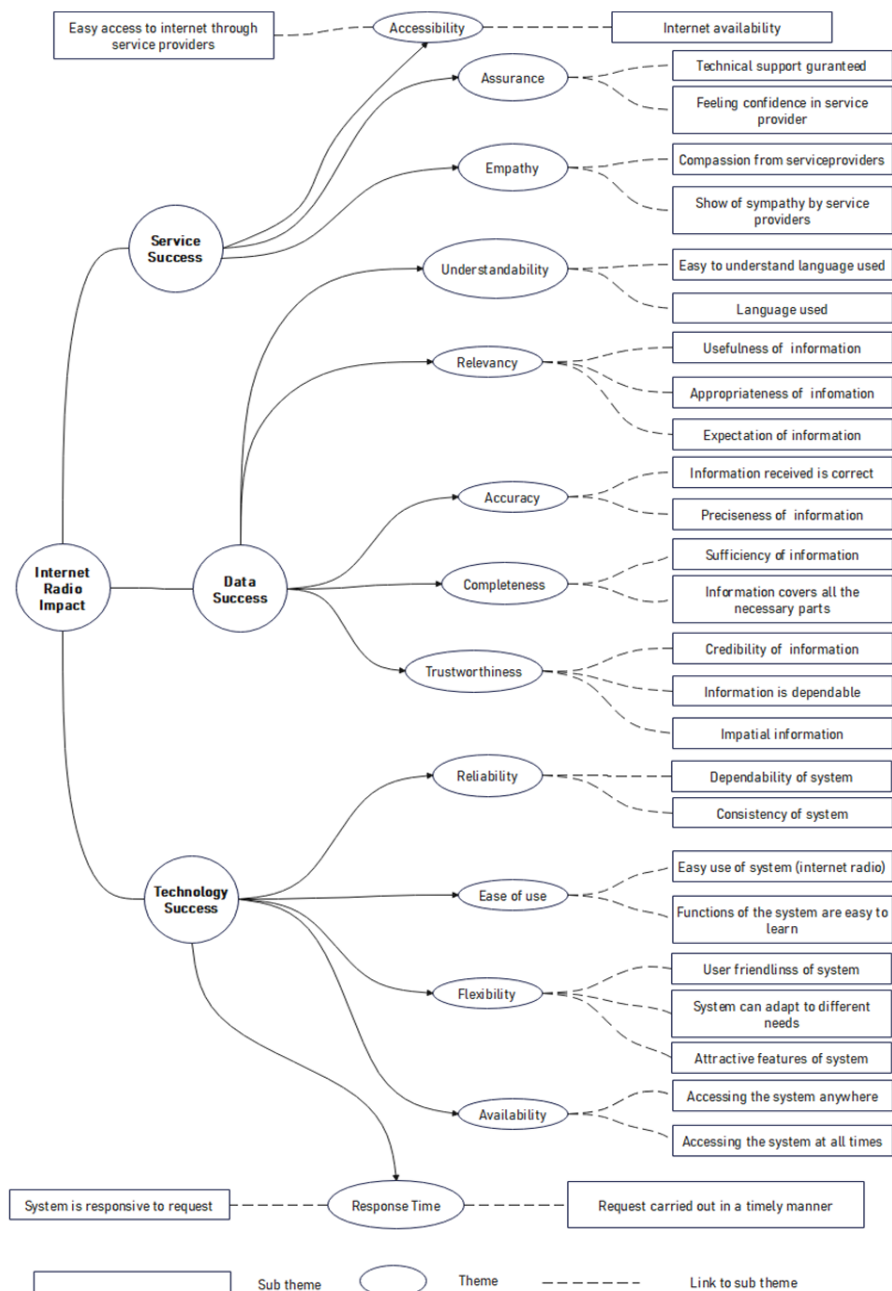 Easy access to internet through
service providers
Accessibility
Internet availability
Assurance
Technical support guranteed
Feeling confidence in service
provider
Empathy
Compassion from serviceproviders
Show of sympathy by service
providers
Service
Success
Understandability
Easy to understand language used
Language used
Relevancy
Usefulness of information
Appropriateness of infomation
Expectation of information
Accuracy
Information received is correct
Preciseness of information
Internet
Radio
Impact
Data
Success
Completeness
Sufficiency of information
Information covers all the
necessary parts
Trustworthiness
Credibility of information
Information is dependable
Impatial information
Reliability
Dependability of system
Consistency of system
Technology
Success
Ease of use
Easy use of system (internet radio)
Functions of the system are easy to
learn
Flexibility
User friendlinss of system
System can adapt to different
needs
Attractive features of system
Availability
Accessing the system anywhere
Accessing the system at all times
System is responsive to request
Response Time
Request carried out in a timely manner
Sub theme
Theme
Link to sub theme